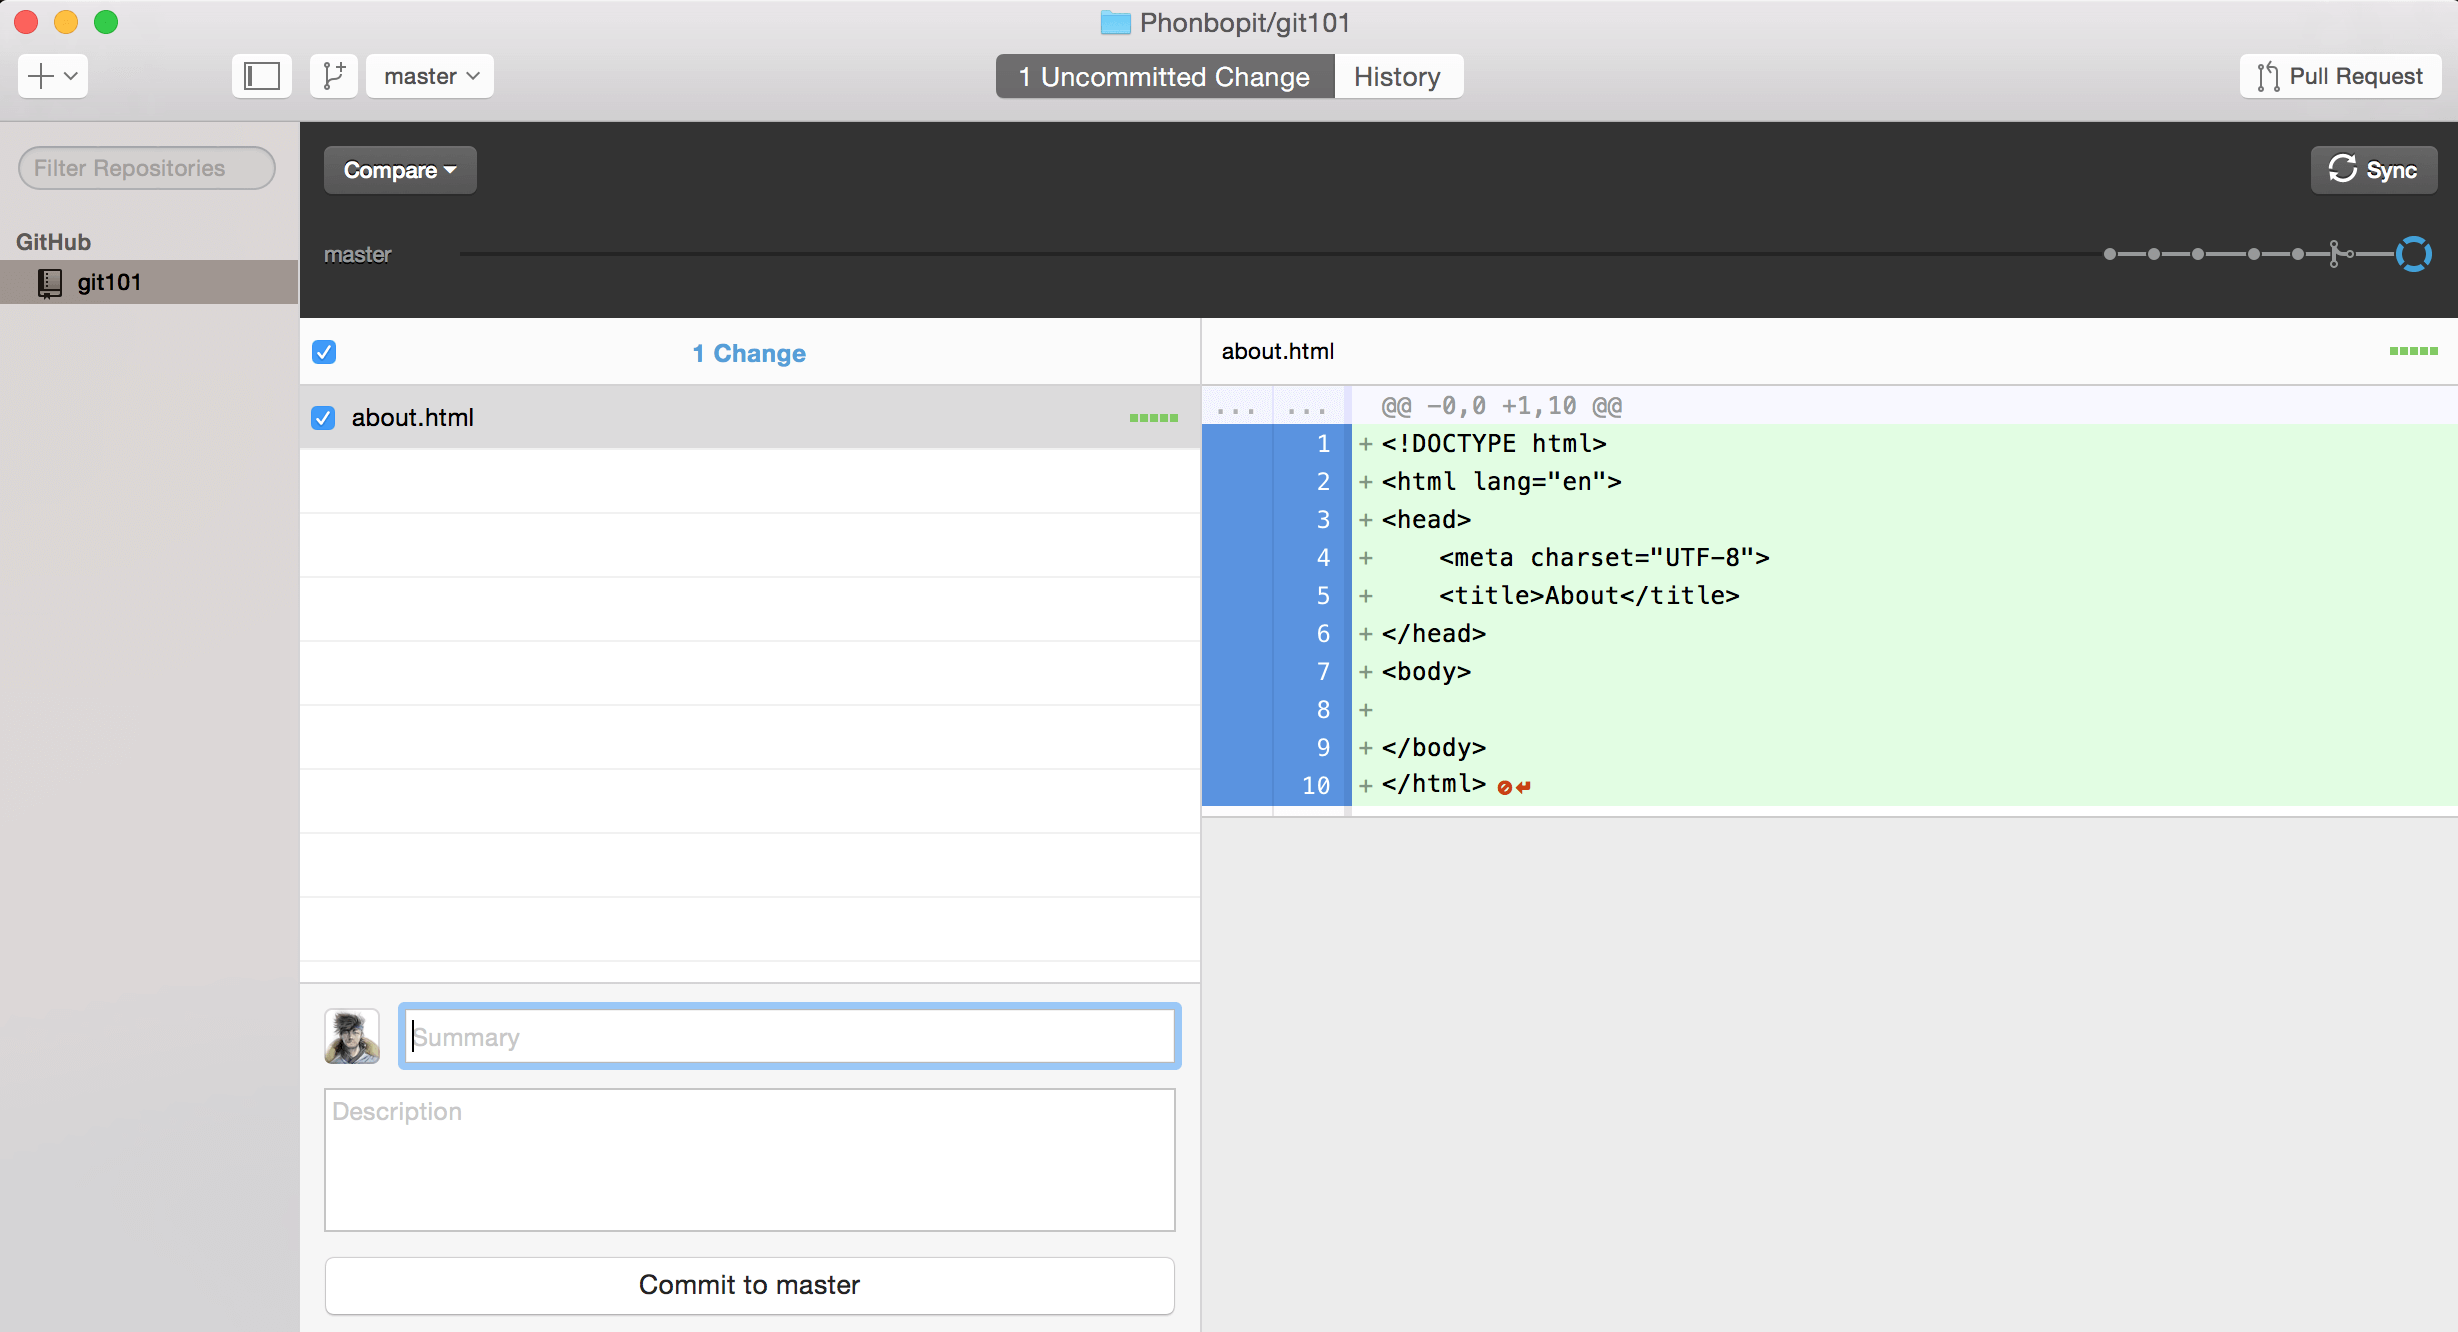 Phonbopit/git101
master
1 Uncommitted Change
History
Pull Request
Filter Repositories
GitHub
git101
Compare
Sync
master
1 Change
about.html
Summary
Description
Commit to master
about.html
... ... @@ -0,0 +1,10 @@
1 +<!DOCTYPE html>
2 +<html lang="en">
3 +<head>
4 +    <meta charset="UTF-8">
5 +    <title>About</title>
6 +</head>
7 +<body>
8 +
9 +</body>
10 +</html>